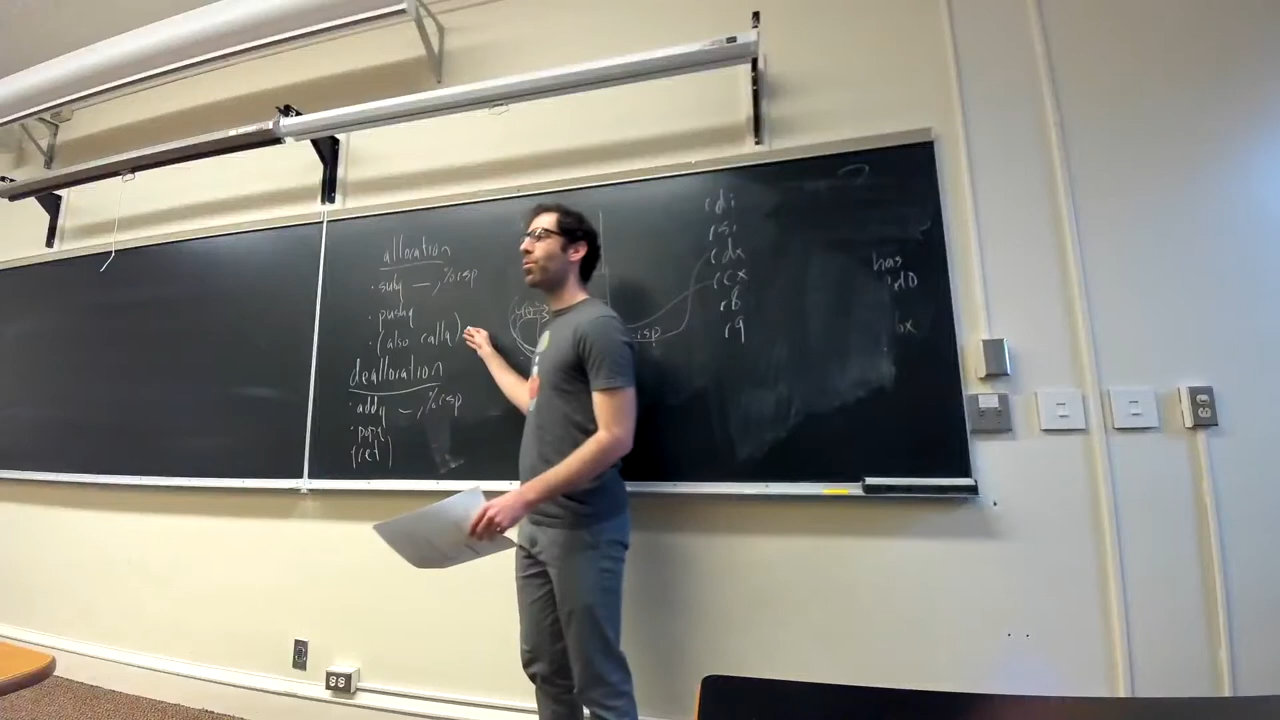 allocation
· subq —, %rsp
· pushq
· (also callq)
deallocation
· addq —, %rsp
· popq
(ret)
rsp
rdi
rsi
rdx
rcx
r8
r9
has